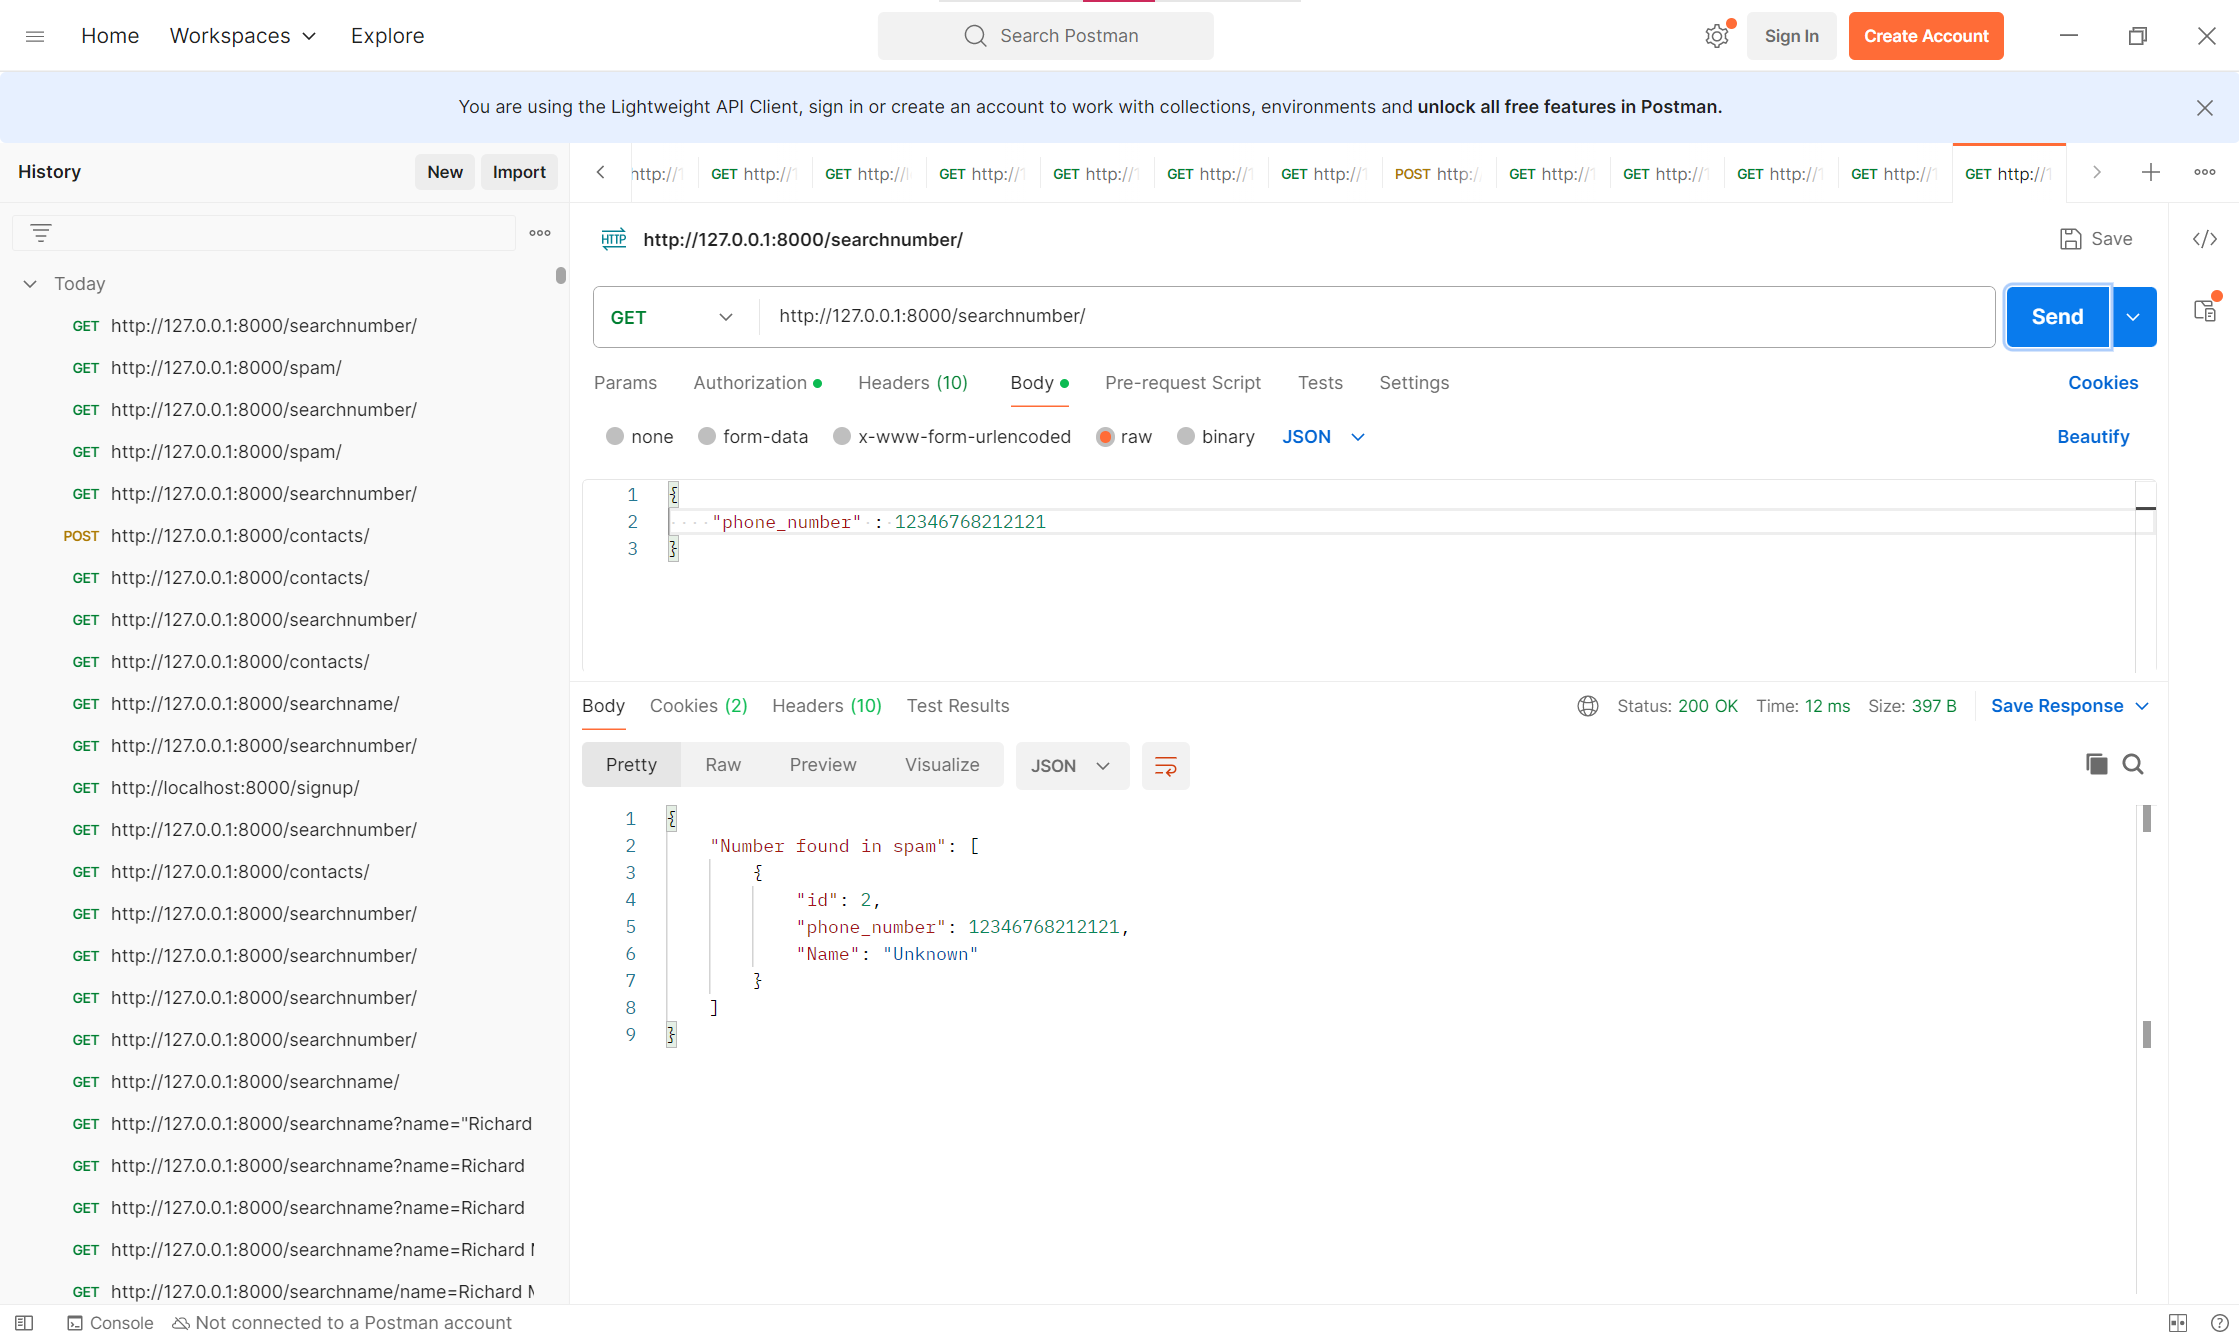 Home Workspaces Explore Search Postman Sign In Create Account
You are using the Lightweight API Client, sign in or create an account to work with collections, environments and unlock all free features in Postman.
History New Import
http://1 GET http://1 GET http://l GET http://1 GET http://1 GET http://1 GET http://1 POST http:/ GET http://1 GET http://1 GET http://1 GET http://1 GET http://1
Today
GET http://127.0.0.1:8000/searchnumber/
GET http://127.0.0.1:8000/spam/
GET http://127.0.0.1:8000/searchnumber/
GET http://127.0.0.1:8000/spam/
GET http://127.0.0.1:8000/searchnumber/
POST http://127.0.0.1:8000/contacts/
GET http://127.0.0.1:8000/contacts/
GET http://127.0.0.1:8000/searchnumber/
GET http://127.0.0.1:8000/contacts/
GET http://127.0.0.1:8000/searchname/
GET http://127.0.0.1:8000/searchnumber/
GET http://localhost:8000/signup/
GET http://127.0.0.1:8000/searchnumber/
GET http://127.0.0.1:8000/contacts/
GET http://127.0.0.1:8000/searchnumber/
GET http://127.0.0.1:8000/searchnumber/
GET http://127.0.0.1:8000/searchnumber/
GET http://127.0.0.1:8000/searchnumber/
GET http://127.0.0.1:8000/searchname/
GET http://127.0.0.1:8000/searchname?name="Richard
GET http://127.0.0.1:8000/searchname?name=Richard
GET http://127.0.0.1:8000/searchname?name=Richard
GET http://127.0.0.1:8000/searchname?name=Richard
GET http://127.0.0.1:8000/searchname/name=Richard
HTTP http://127.0.0.1:8000/searchnumber/ Save
GET http://127.0.0.1:8000/searchnumber/ Send
Params Authorization Headers (10) Body Pre-request Script Tests Settings Cookies
none form-data x-www-form-urlencoded raw binary JSON Beautify
1 {
2 "phone_number" : 12346768212121
3 }
Body Cookies (2) Headers (10) Test Results Status: 200 OK Time: 12 ms Size: 397 B Save Response
Pretty Raw Preview Visualize JSON
1 {
2 "Number found in spam": [
3 {
4 "id": 2,
5 "phone_number": 12346768212121,
6 "Name": "Unknown"
7 }
8 ]
9 }
Console Not connected to a Postman account